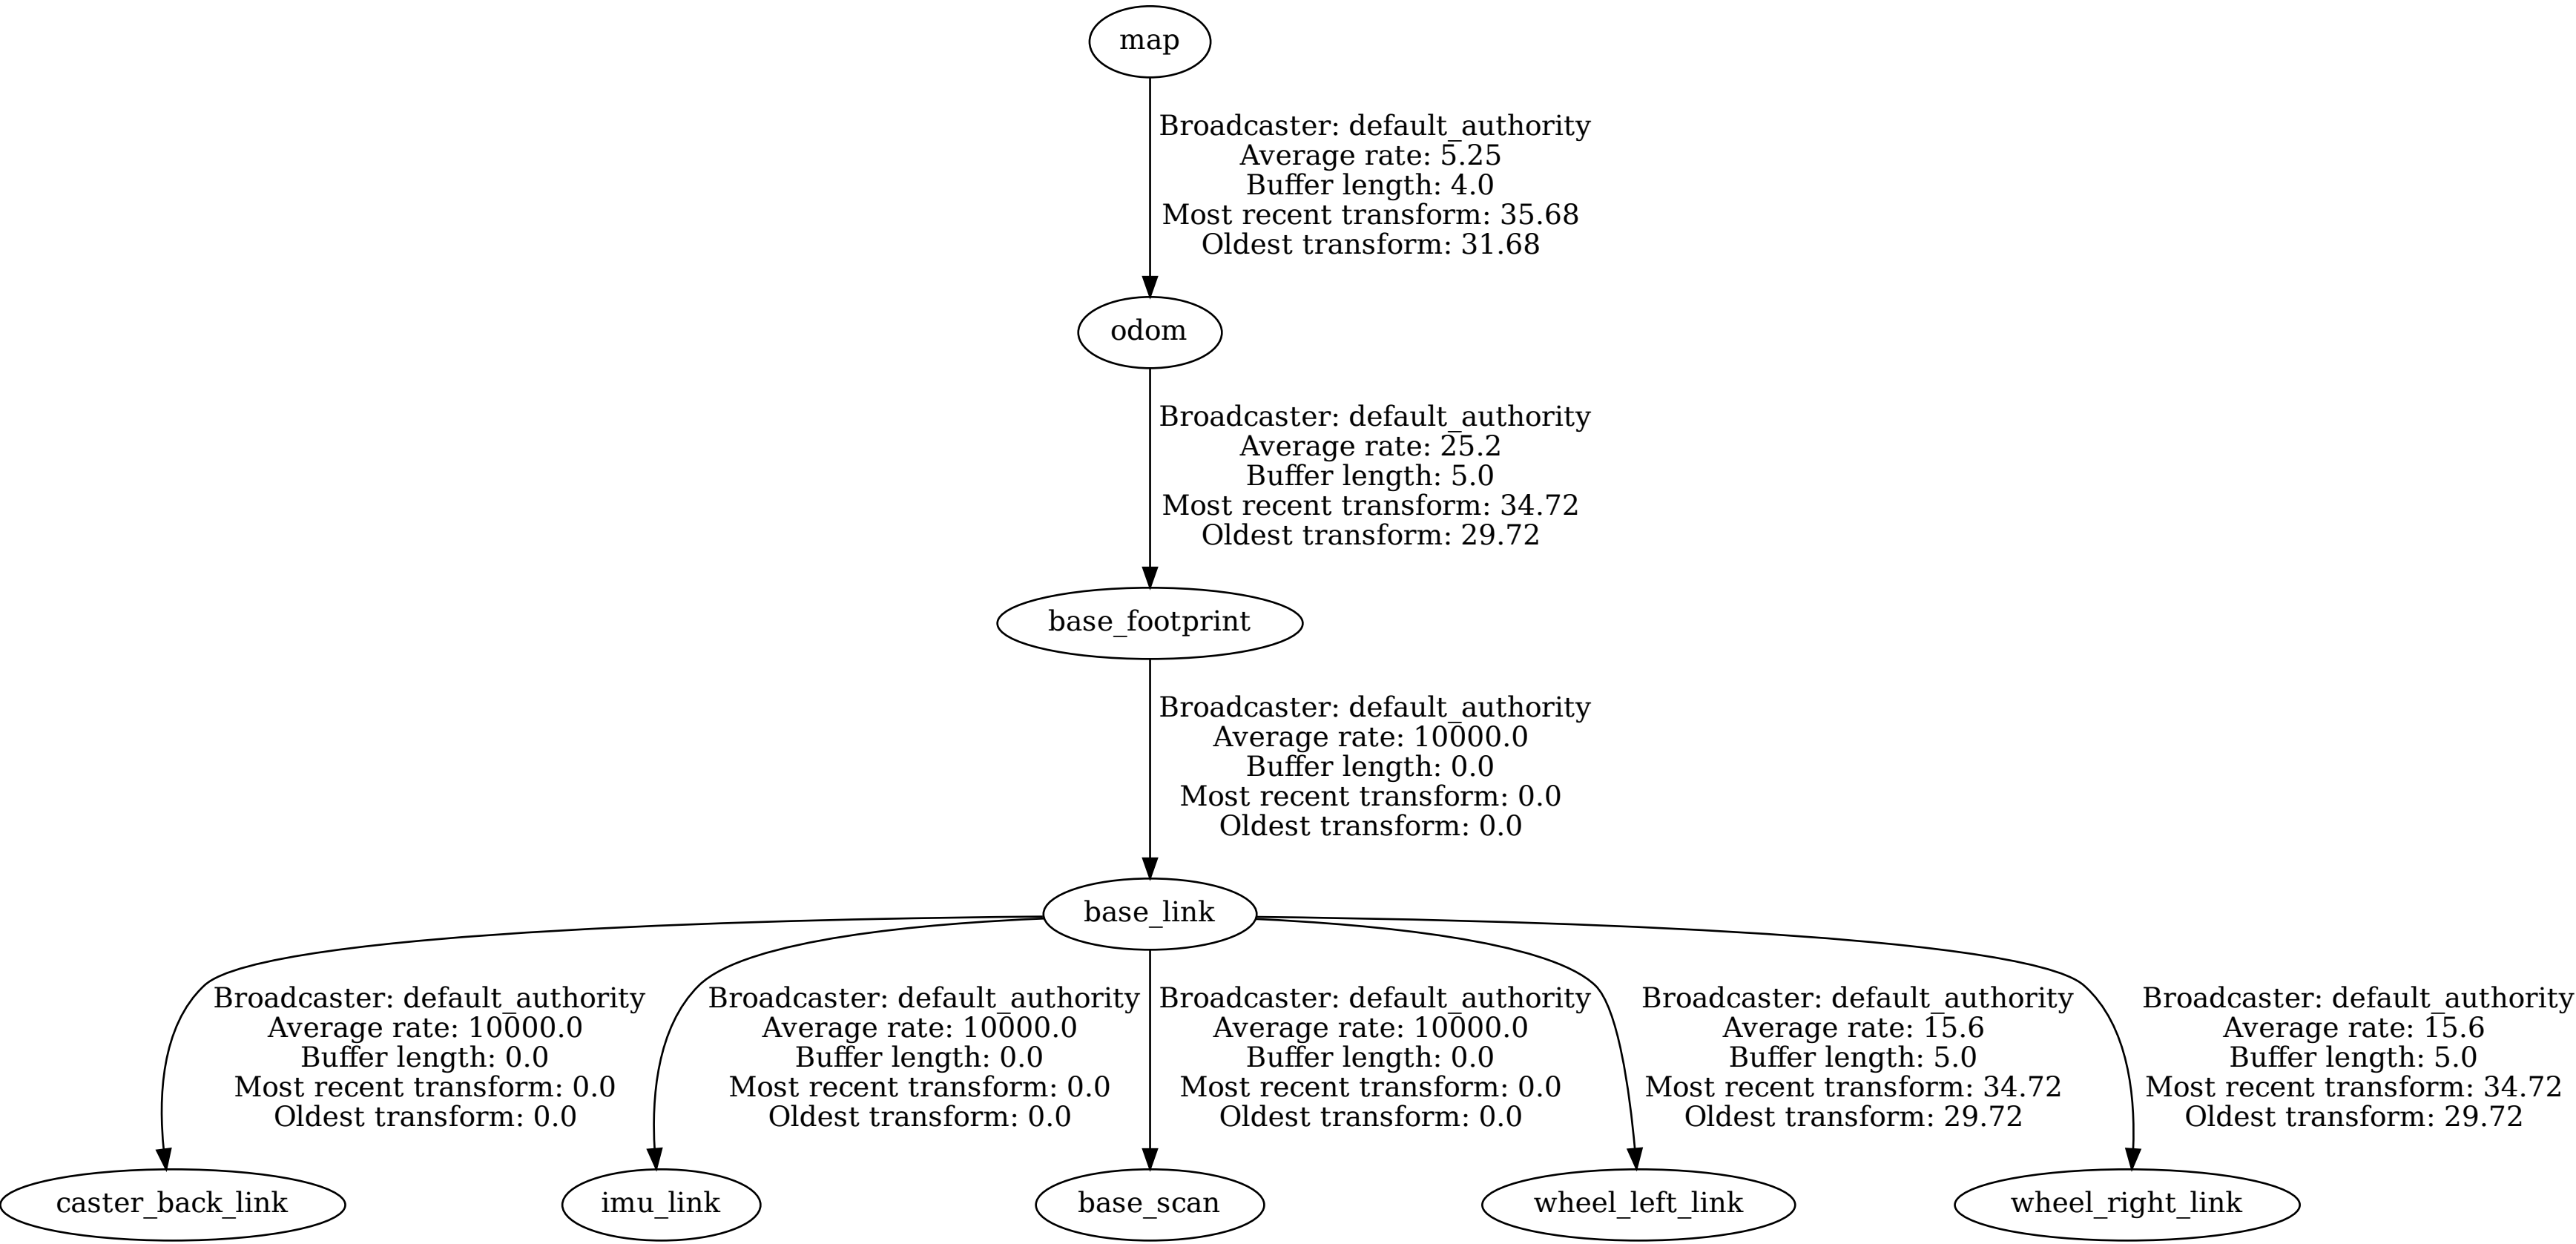 map
Broadcaster: default_authority
Average rate: 5.25
Buffer length: 4.0
Most recent transform: 35.68
Oldest transform: 31.68
odom
Broadcaster: default_authority
Average rate: 25.2
Buffer length: 5.0
Most recent transform: 34.72
Oldest transform: 29.72
base_footprint
Broadcaster: default_authority
Average rate: 10000.0
Buffer length: 0.0
Most recent transform: 0.0
Oldest transform: 0.0
base_link
Broadcaster: default_authority
Average rate: 10000.0
Buffer length: 0.0
Most recent transform: 0.0
Oldest transform: 0.0
Broadcaster: default_authority
Average rate: 10000.0
Buffer length: 0.0
Most recent transform: 0.0
Oldest transform: 0.0
Broadcaster: default_authority
Average rate: 10000.0
Buffer length: 0.0
Most recent transform: 0.0
Oldest transform: 0.0
Broadcaster: default_authority
Average rate: 15.6
Buffer length: 5.0
Most recent transform: 34.72
Oldest transform: 29.72
Broadcaster: default_authority
Average rate: 15.6
Buffer length: 5.0
Most recent transform: 34.72
Oldest transform: 29.72
caster_back_link
imu_link
base_scan
wheel_left_link
wheel_right_link